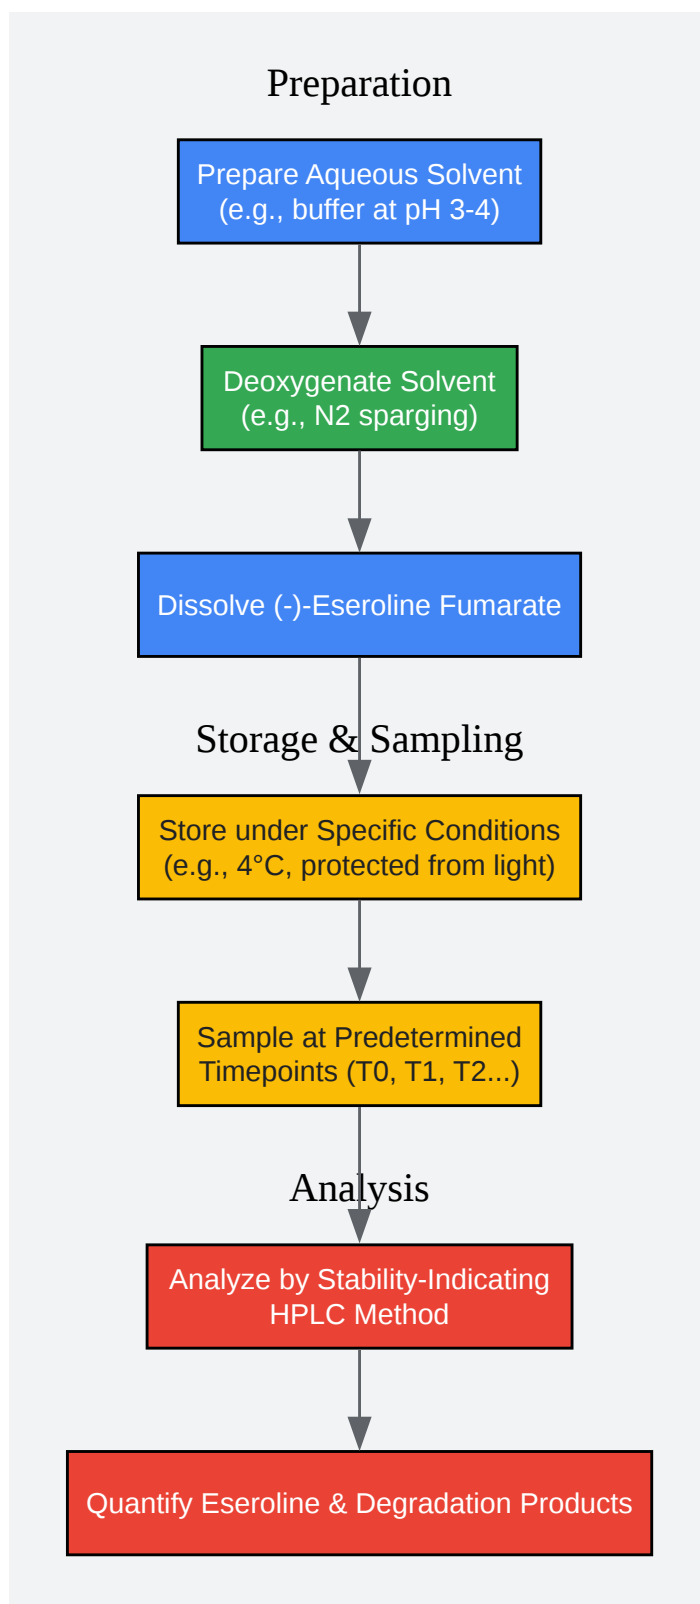 Preparation
Prepare Aqueous Solvent
(e.g., buffer at pH 3-4)
Deoxygenate Solvent
(e.g., N2 sparging)
Dissolve (-)-Eseroline Fumarate
Storage & Sampling
Store under Specific Conditions
(e.g., 4°C, protected from light)
Sample at Predetermined
Timepoints (T0, T1, T2...)
Analysis
Analyze by Stability-Indicating
HPLC Method
Quantify Eseroline & Degradation Products